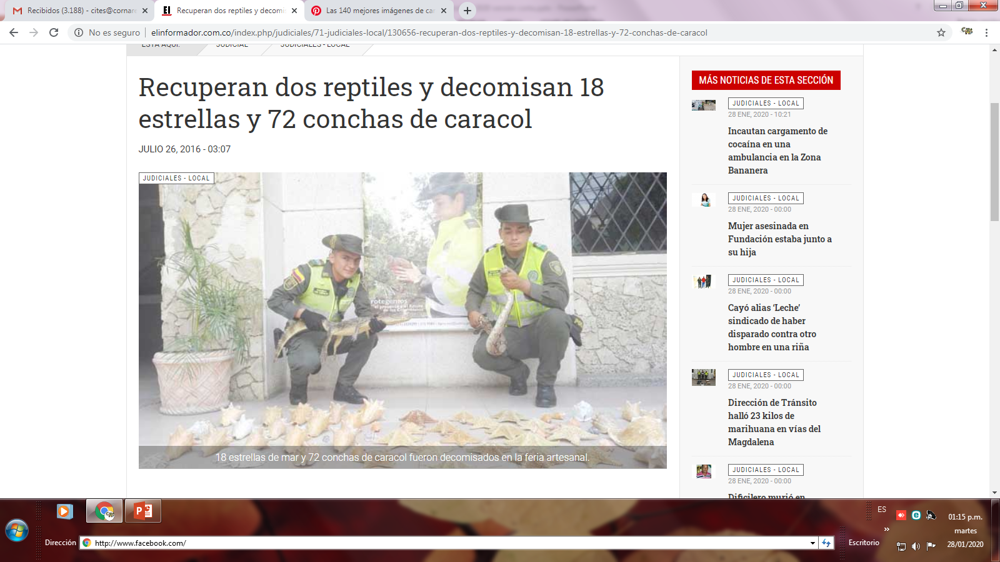 Recibidos (3.188) - cites@cornare
Recuperan dos reptiles y decomis
Las 140 mejores imágenes de car
No es seguro
elinformador.com.co/index.php/judiciales/71-judiciales-local/130656-recuperan-dos-reptiles-y-decomisan-18-estrellas-y-72-conchas-de-caracol
ESTA AQUÍ:
JUDICIAL
JUDICIALES - LOCAL
Recuperan dos reptiles y decomisan 18
estrellas y 72 conchas de caracol
JULIO 26, 2016 - 03:07
JUDICIALES - LOCAL
18 estrellas de mar y 72 conchas de caracol fueron decomisados en la feria artesanal.
MÁS NOTICIAS DE ESTA SECCIÓN
JUDICIALES - LOCAL
28 ENE, 2020 - 10:21
Incautan cargamento de
cocaína en una
ambulancia en la Zona
Bananera
JUDICIALES - LOCAL
28 ENE, 2020 - 00:00
Mujer asesinada en
Fundación estaba junto a
su hija
JUDICIALES - LOCAL
28 ENE, 2020 - 00:00
Cayó alias ‘Leche’
sindicado de haber
disparado contra otro
hombre en una riña
JUDICIALES - LOCAL
28 ENE, 2020 - 00:00
Dirección de Tránsito
halló 23 kilos de
marihuana en vías del
Magdalena
JUDICIALES - LOCAL
28 ENE, 2020 - 00:00
Dificilero murió en
ES
01:15 p.m.
martes
28/01/2020
Dirección
http://www.facebook.com/
Escritorio